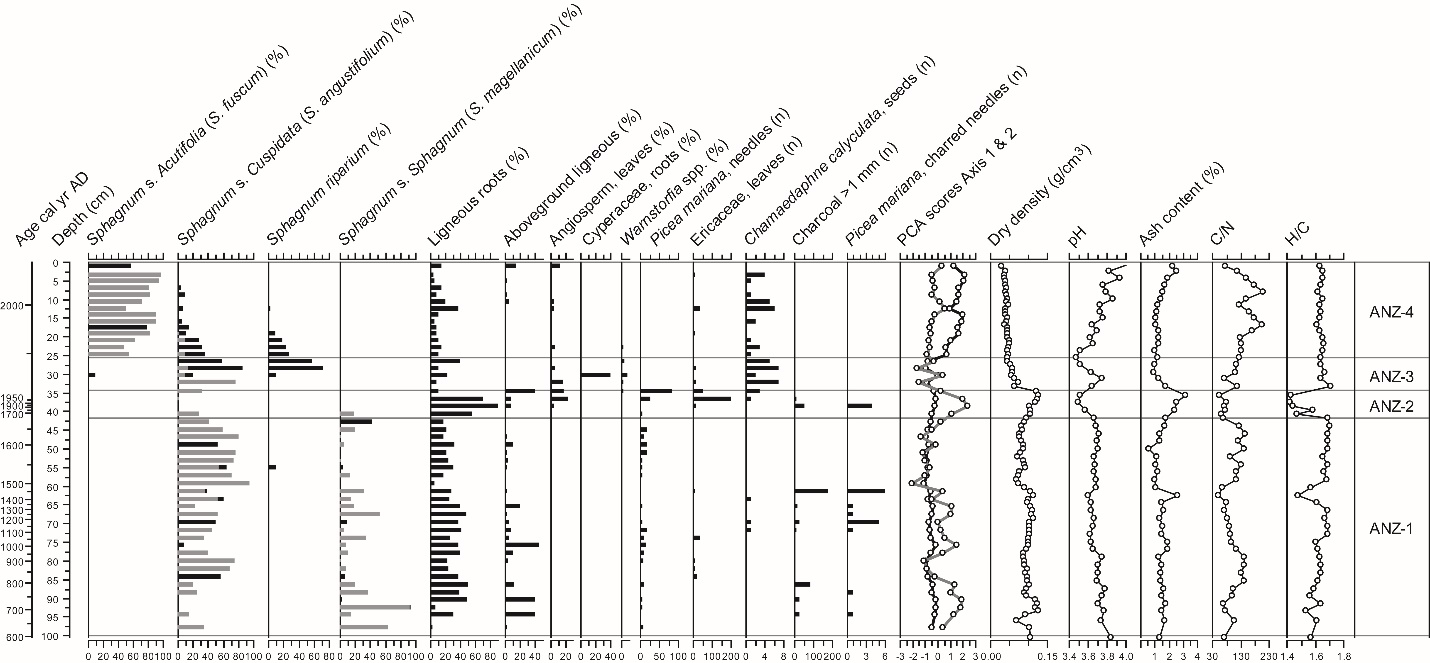 Age cal yr AD
Depth (cm)
Sphagnum s. Acutifolia (S. fuscum) (%)
Sphagnum s. Cuspidata (S. angustifolium) (%)
Sphagnum riparium (%)
Sphagnum s. Sphagnum (S. magellanicum) (%)
Ligneous roots (%)
Aboveground ligneous (%)
Angiosperm, leaves (%)
Cyperaceae, roots (%)
Warnstorfia spp. (%)
Picea mariana, needles (n)
Ericaceae, leaves (n)
Chamaedaphne calyculata, seeds (n)
Charcoal >1 mm (n)
Picea mariana, charred needles (n)
PCA scores Axis 1 & 2
Dry density (g/cm³)
pH
Ash content (%)
C/N
H/C
0
5
2000 10
15
20
25
30
35
1950
1900 40
1700
45
1600 50
55
1500 60
1400 65
1300
1200 70
1100
1000 75
900 80
800 85
90
700 95
600 100
ANZ-4
ANZ-3
ANZ-2
ANZ-1
0 20 40 60 80 100 0 20 40 60 80 100 0 20 40 60 80 0 20 40 60 80 100 0 20 40 60 80 0 20 40 60 0 20 0 20 40 0 20 0 50 100 0 100 200 0 4 8 0 100 200 0 3 6 -3 -2 0 2 3 0.00 0.15 3.4 3.6 3.8 4.0 1 2 3 4 30 130 230 1.4 1.6 1.8